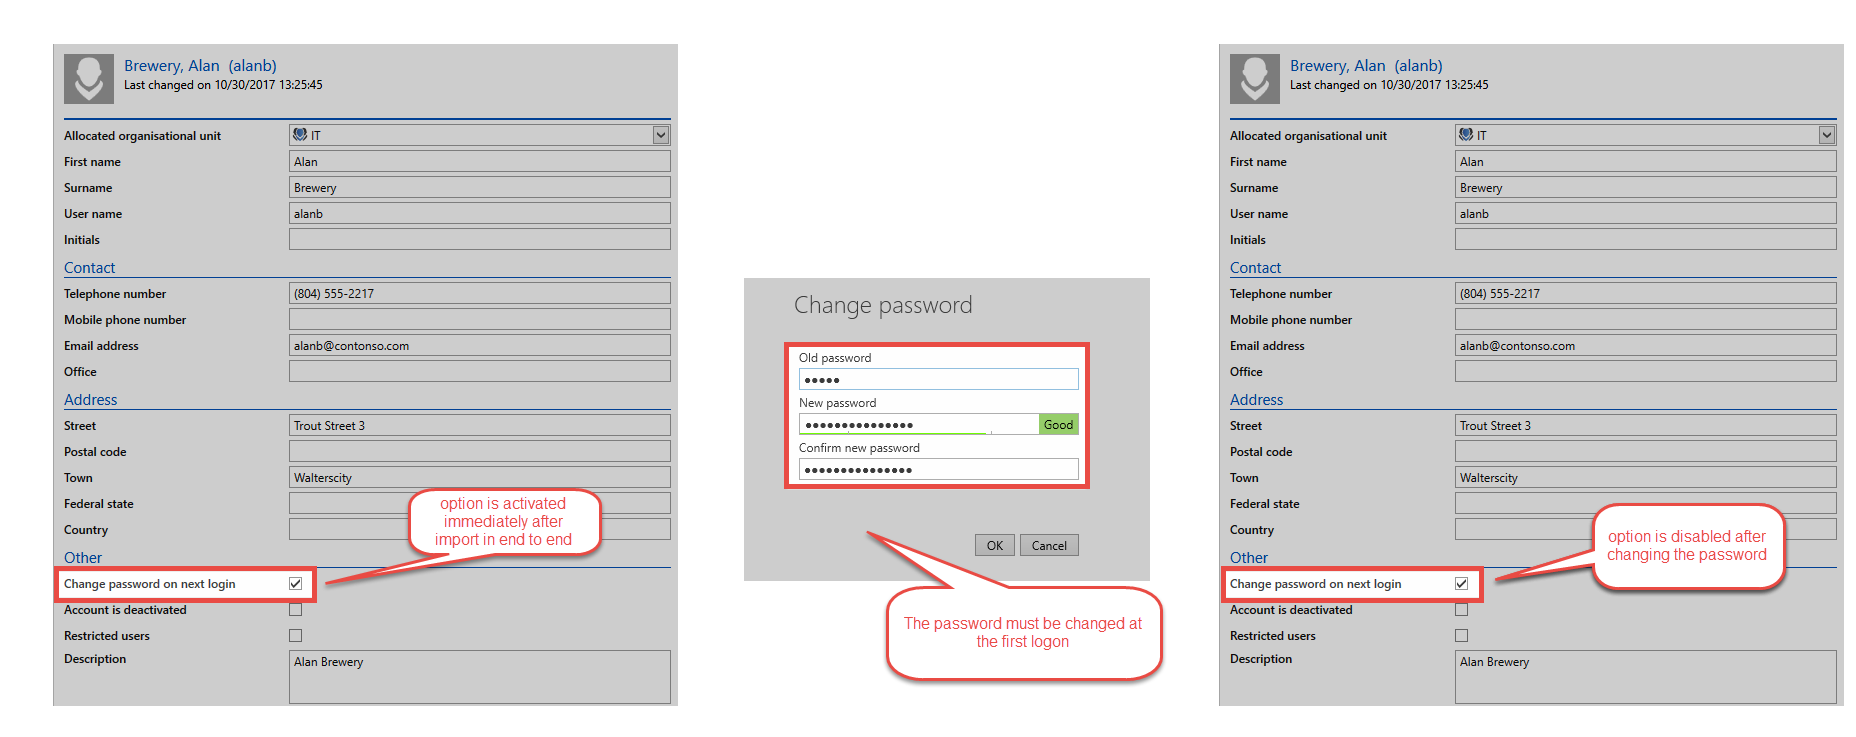 Brewery, Alan (alanb)
Last changed on 10/30/2017 13:25:45
Allocated organisational unit
IT
First name
Alan
Surname
Brewery
User name
alanb
Initials
Contact
Telephone number
(804) 555-2217
Mobile phone number
Email address
alanb@contonso.com
Office
Address
Street
Trout Street 3
Postal code
Town
Walterscity
Federal state
Country
option is activated
immediately after
import in end to end
Other
Change password on next login
Account is deactivated
Restricted users
Description
Alan Brewery
Change password
Old password
New password
Good
Confirm new password
OK
Cancel
The password must be changed at
the first logon
Brewery, Alan (alanb)
Last changed on 10/30/2017 13:25:45
Allocated organisational unit
IT
First name
Alan
Surname
Brewery
User name
alanb
Initials
Contact
Telephone number
(804) 555-2217
Mobile phone number
Email address
alanb@contonso.com
Office
Address
Street
Trout Street 3
Postal code
Town
Walterscity
Federal state
Country
option is disabled after
changing the password
Other
Change password on next login
Account is deactivated
Restricted users
Description
Alan Brewery